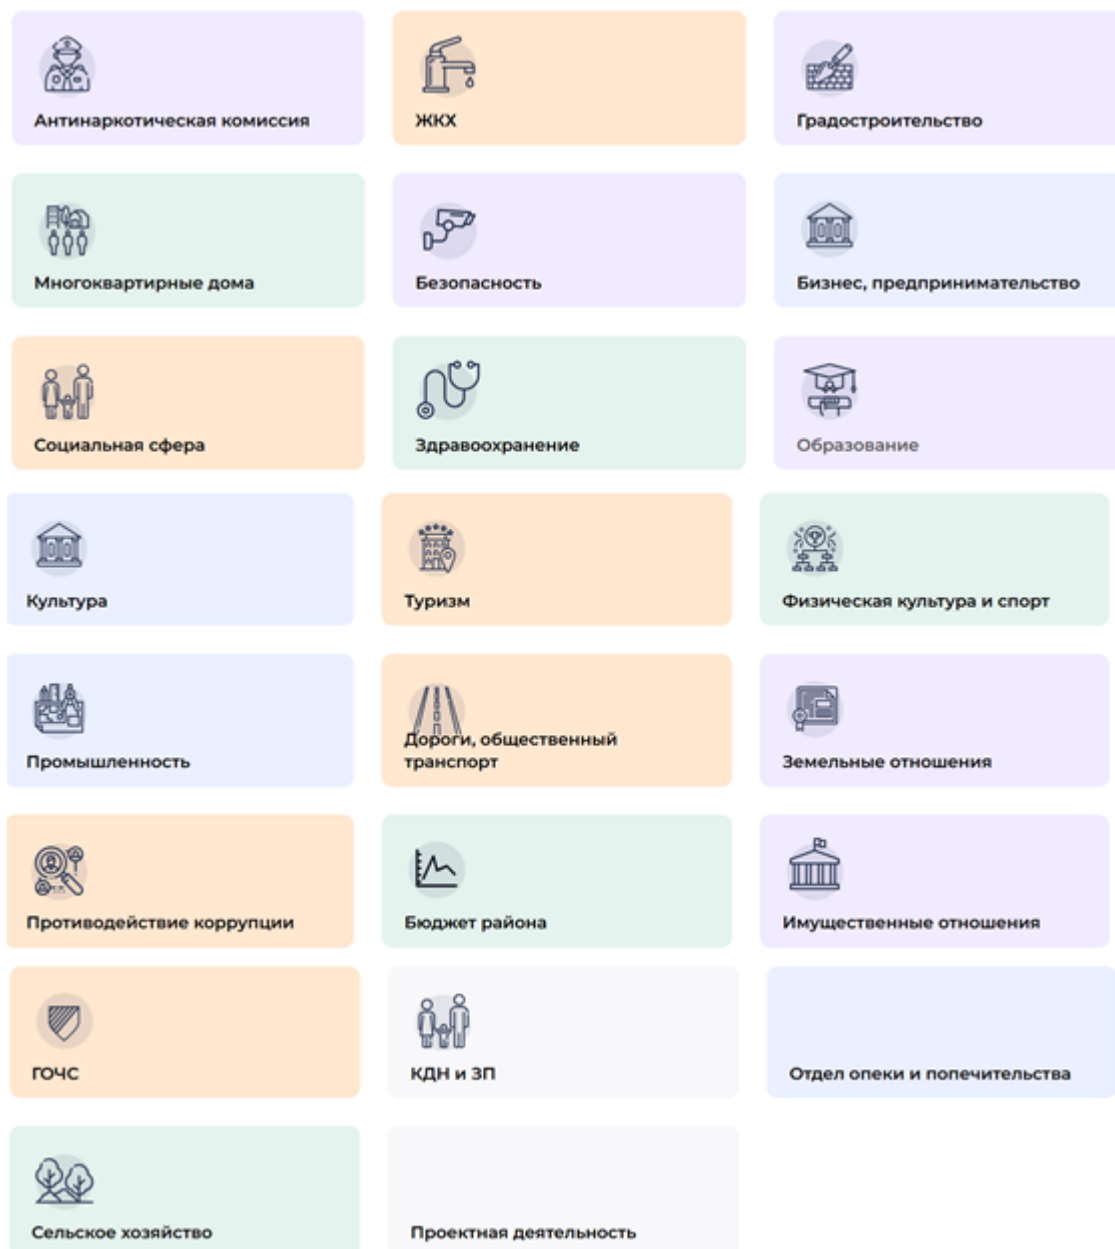 Антинаркотическая комиссия
ЖКХ
Градостроительство
Многоквартирные дома
Безопасность
Бизнес, предпринимательство
Социальная сфера
Здравоохранение
Образование
Культура
Туризм
Физическая культура и спорт
Промышленность
Дороги, общественный
транспорт
Земельные отношения
Противодействие коррупции
Бюджет района
Имущественные отношения
ГОЧС
КДН и ЗП
Отдел опеки и попечительства
Сельское хозяйство
Проектная деятельность